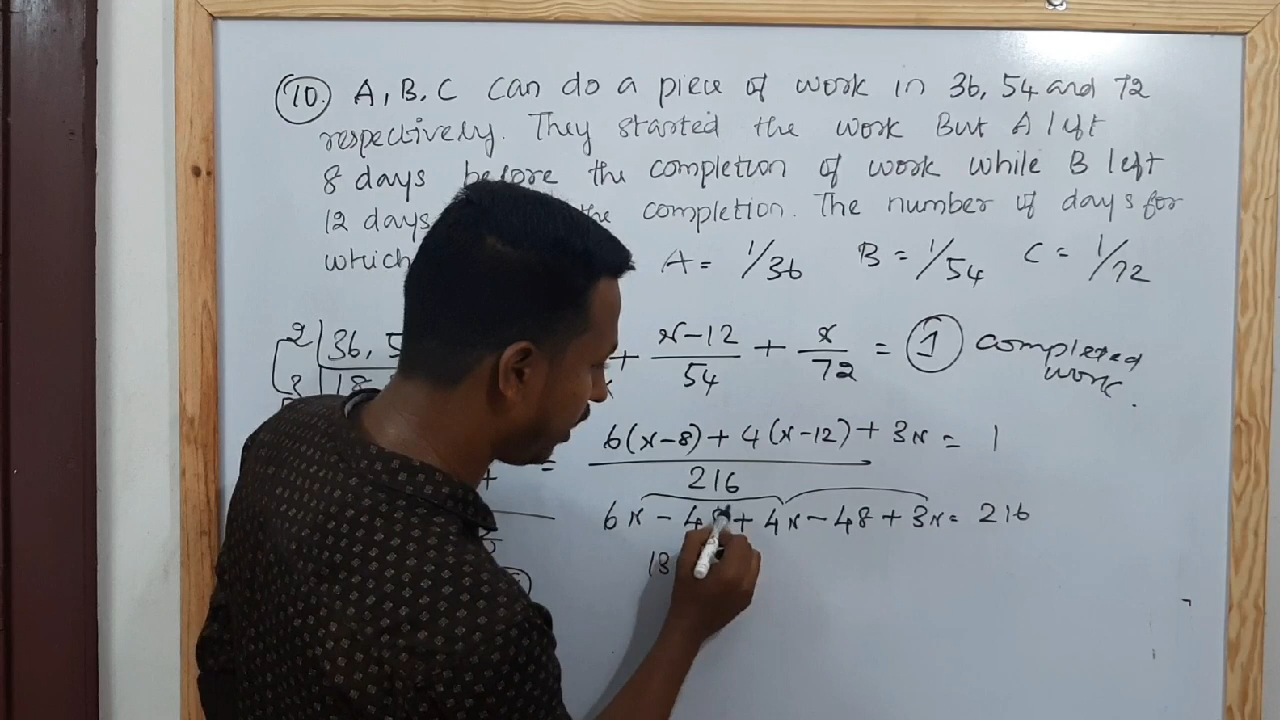 10. A, B, C can do a piece of work in 36, 54 and 72
respectively. They started the work But A left
8 days before the completion of work while B left
12 days the completion. The number of days for
which A = 1/36 B = 1/54 C = 1/72
2 | 36, 5 + x-12/54 + x/72 = 1 completed work.
18
= 6(x-8) + 4(x-12) + 3x / 216 = 1
6x - 48 + 4x - 48 + 3x = 216
13